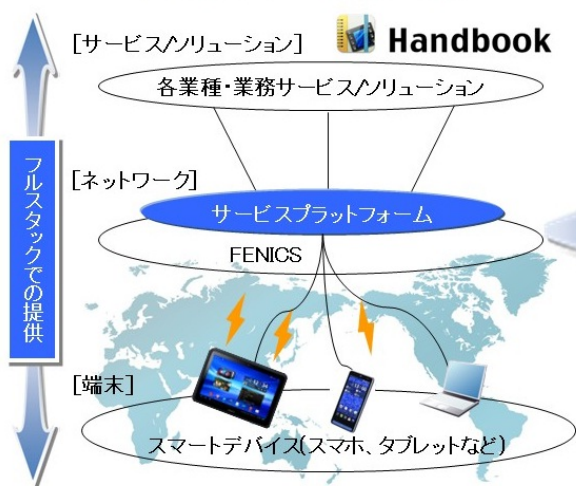 [サービス/ソリューション]
Handbook
各業種・業務サービス/ソリューション
フルスタックでの提供
[ネットワーク]
サービスプラットフォーム
FENICS
[端末]
スマートデバイス(スマホ、タブレットなど)